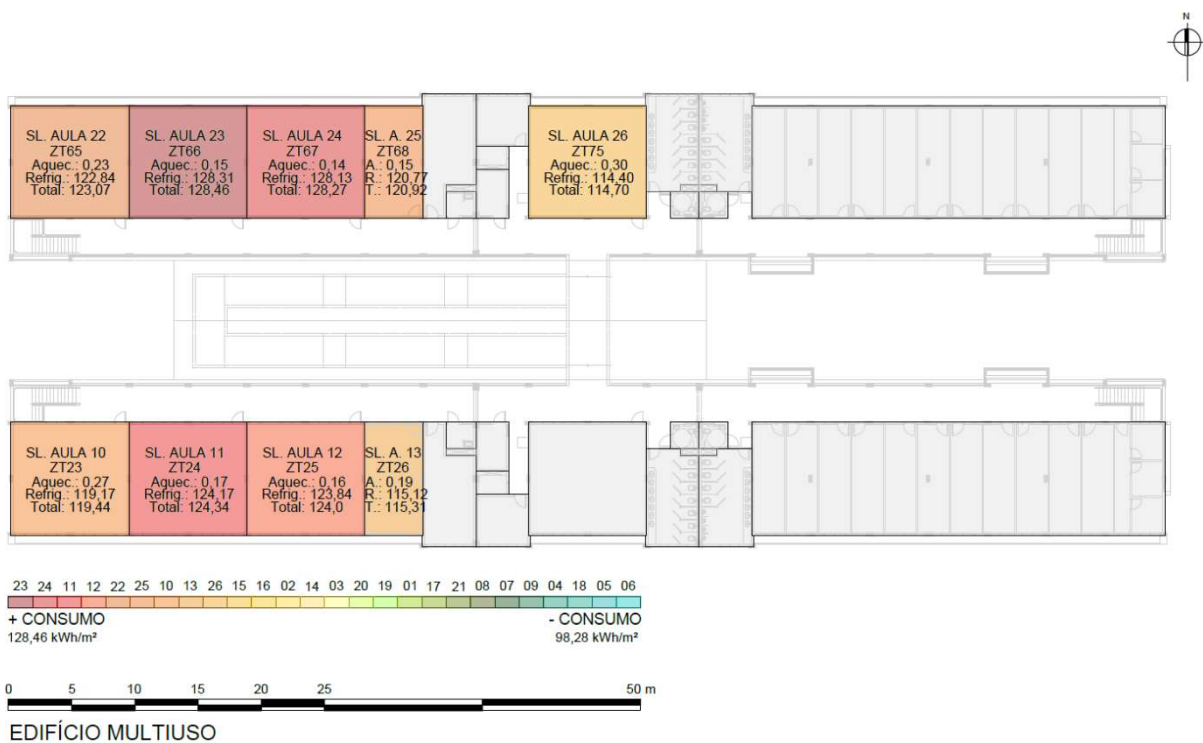 N
SL. AULA 22
ZT65
Aquec.: 0,23
Refrig.: 122,84
Total: 123,07
SL. AULA 23
ZT66
Aquec.: 0,15
Refrig.: 128,31
Total: 128,46
SL. AULA 24
ZT67
Aquec.: 0,14
Refrig.: 128,13
Total: 128,27
SL. A. 25
ZT68
A.: 0,15
R.: 120,77
T.: 120,92
SL. AULA 26
ZT75
Aquec.: 0,30
Refrig.: 114,40
Total: 114,70
SL. AULA 10
ZT23
Aquec.: 0,27
Refrig.: 119,17
Total: 119,44
SL. AULA 11
ZT24
Aquec.: 0,17
Refrig.: 124,17
Total: 124,34
SL. AULA 12
ZT25
Aquec.: 0,16
Refrig.: 123,84
Total: 124,0
SL. A. 13
ZT26
A.: 0,19
R.: 115,12
T.: 115,31
23 24 11 12 22 25 10 13 26 15 16 02 14 03 20 19 01 17 21 08 07 09 04 18 05 06
+ CONSUMO - CONSUMO
128,46 kWh/m² 98,28 kWh/m²
0 5 10 15 20 25 50 m
EDIFÍCIO MULTIUSO